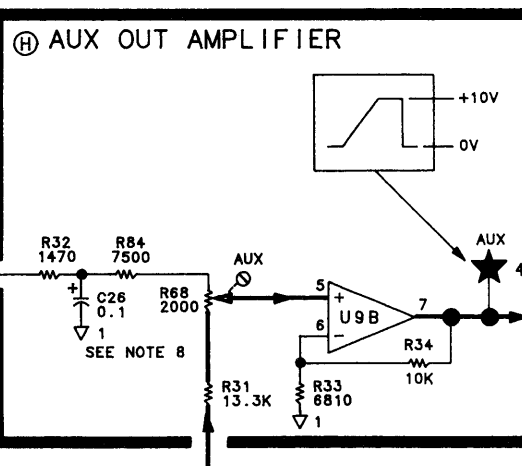 H AUX OUT AMPLIFIER
+10V
0V
AUX
4
R32
1470
R84
7500
AUX
+
C26
0.1
1
SEE NOTE 8
R68
2000
5
+
U9B
7
6
−
R34
10K
R31
13.3K
R33
6810
1